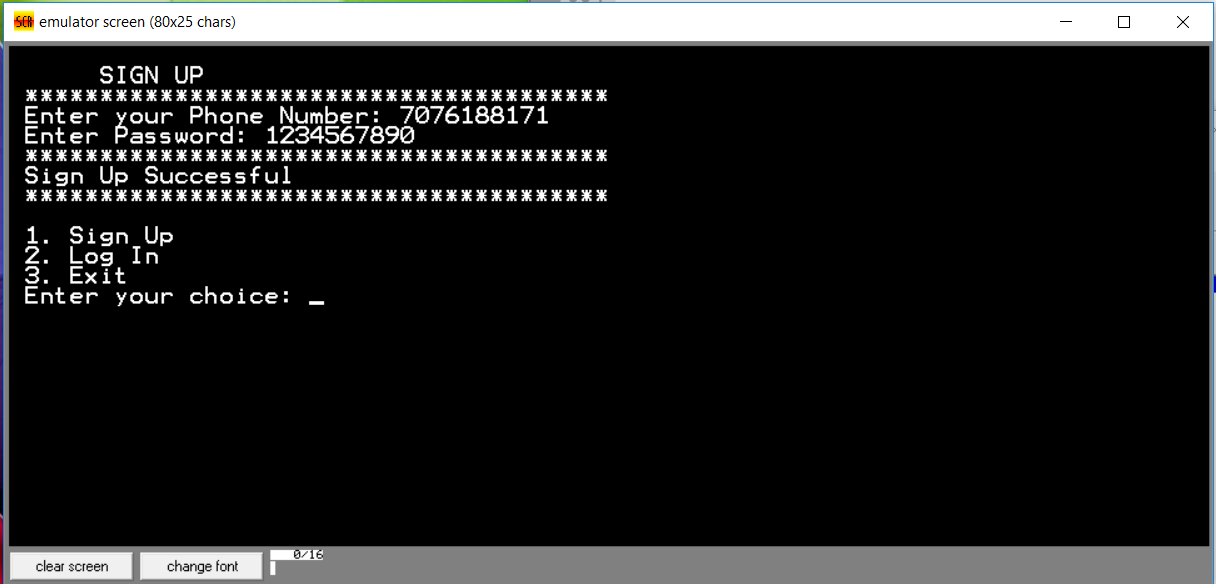 SCR emulator screen (80x25 chars)
SIGN UP
***************************************
Enter your Phone Number: 7076188171
Enter Password: 1234567890
***************************************
Sign Up Successful
***************************************
1. Sign Up
2. Log In
3. Exit
Enter your choice: _
clear screen change font 0/16